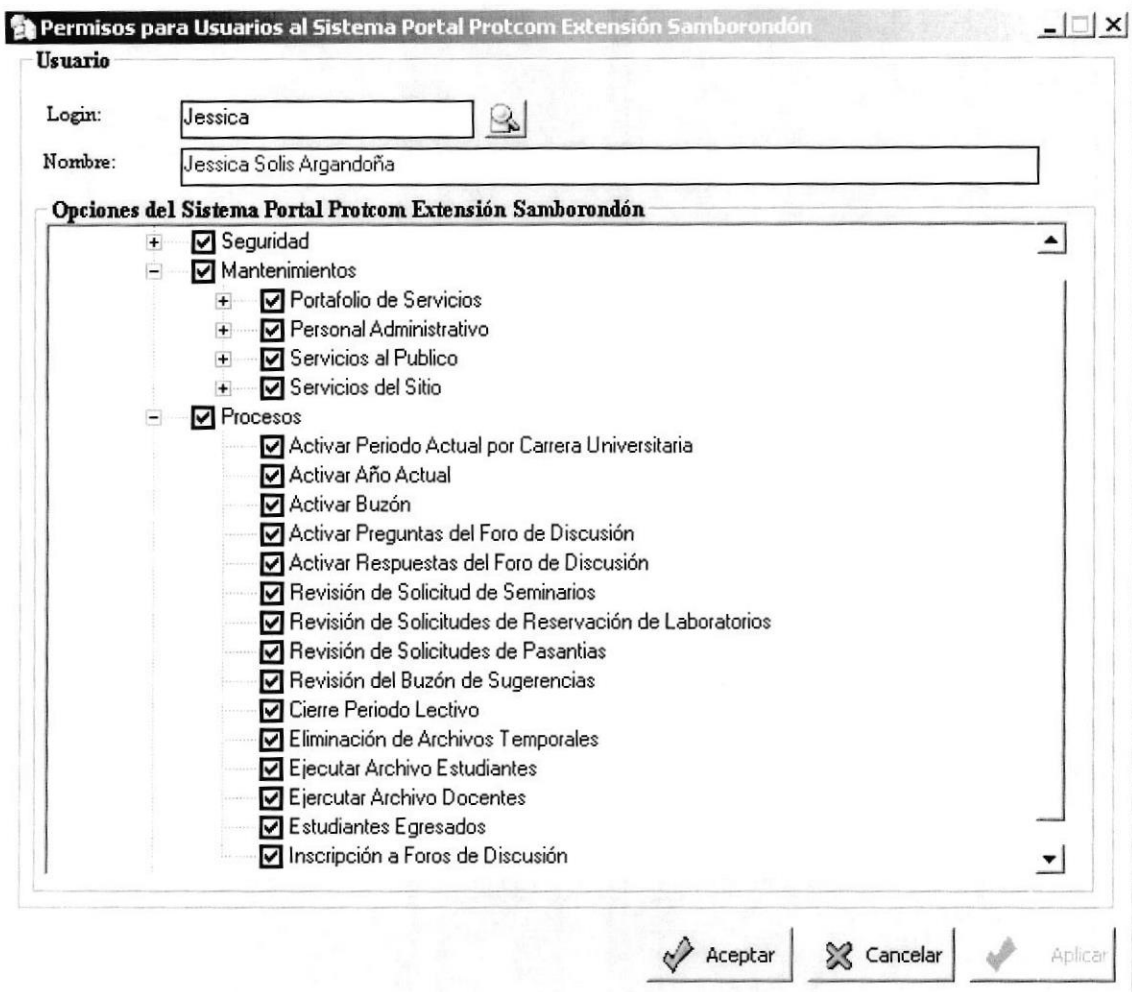 Permisos para Usuarios al Sistema Portal Protcom Extensión Samborondón
Usuario
Login: Jessica
Nombre: Jessica Solis Argandoña
Opciones del Sistema Portal Protcom Extensión Samborondón
Seguridad
Mantenimientos
Portafolio de Servicios
Personal Administrativo
Servicios al Publico
Servicios del Sitio
Procesos
Activar Periodo Actual por Carrera Universitaria
Activar Año Actual
Activar Buzón
Activar Preguntas del Foro de Discusión
Activar Respuestas del Foro de Discusión
Revisión de Solicitud de Seminarios
Revisión de Solicitudes de Reservación de Laboratorios
Revisión de Solicitudes de Pasantias
Revisión del Buzón de Sugerencias
Cierre Periodo Lectivo
Eliminación de Archivos Temporales
Ejecutar Archivo Estudiantes
Ejercutar Archivo Docentes
Estudiantes Egresados
Inscripción a Foros de Discusión
Aceptar Cancelar Aplicar